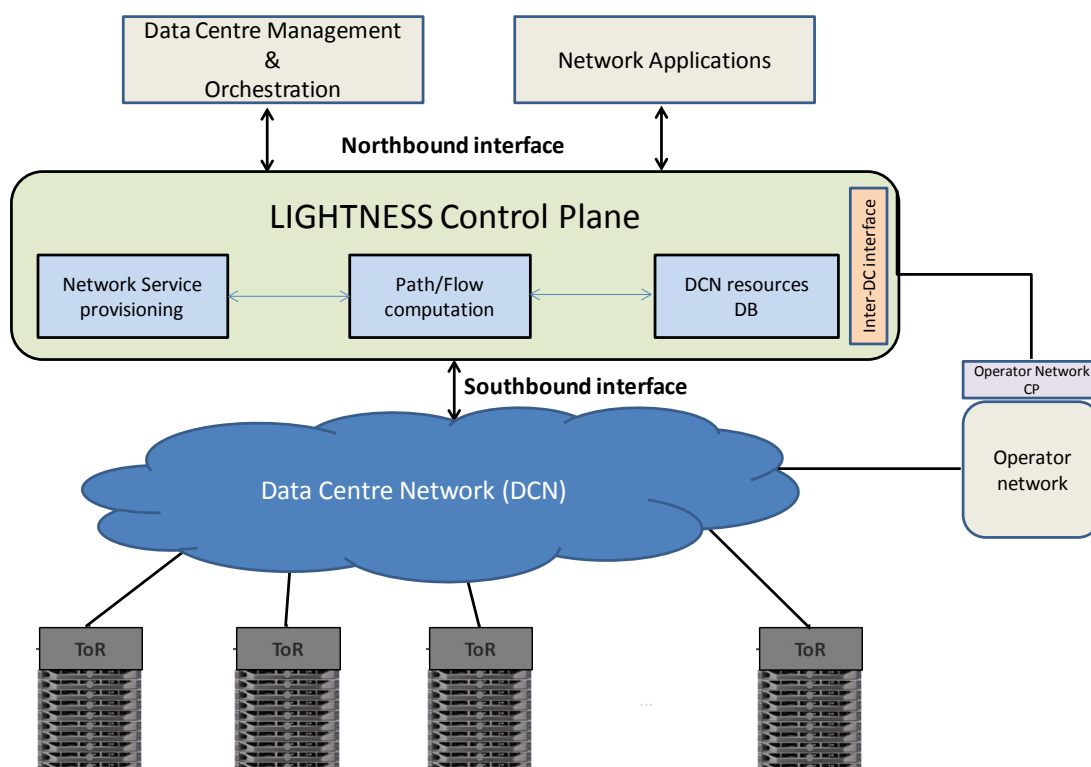 Data Centre Management
&
Orchestration
Network Applications
Northbound interface
LIGHTNESS Control Plane
Network Service
provisioning
Path/Flow
computation
DCN resources
DB
Inter-DC interface
Southbound interface
Operator Network
CP
Operator
network
Data Centre Network (DCN)
ToR
ToR
ToR
ToR
...